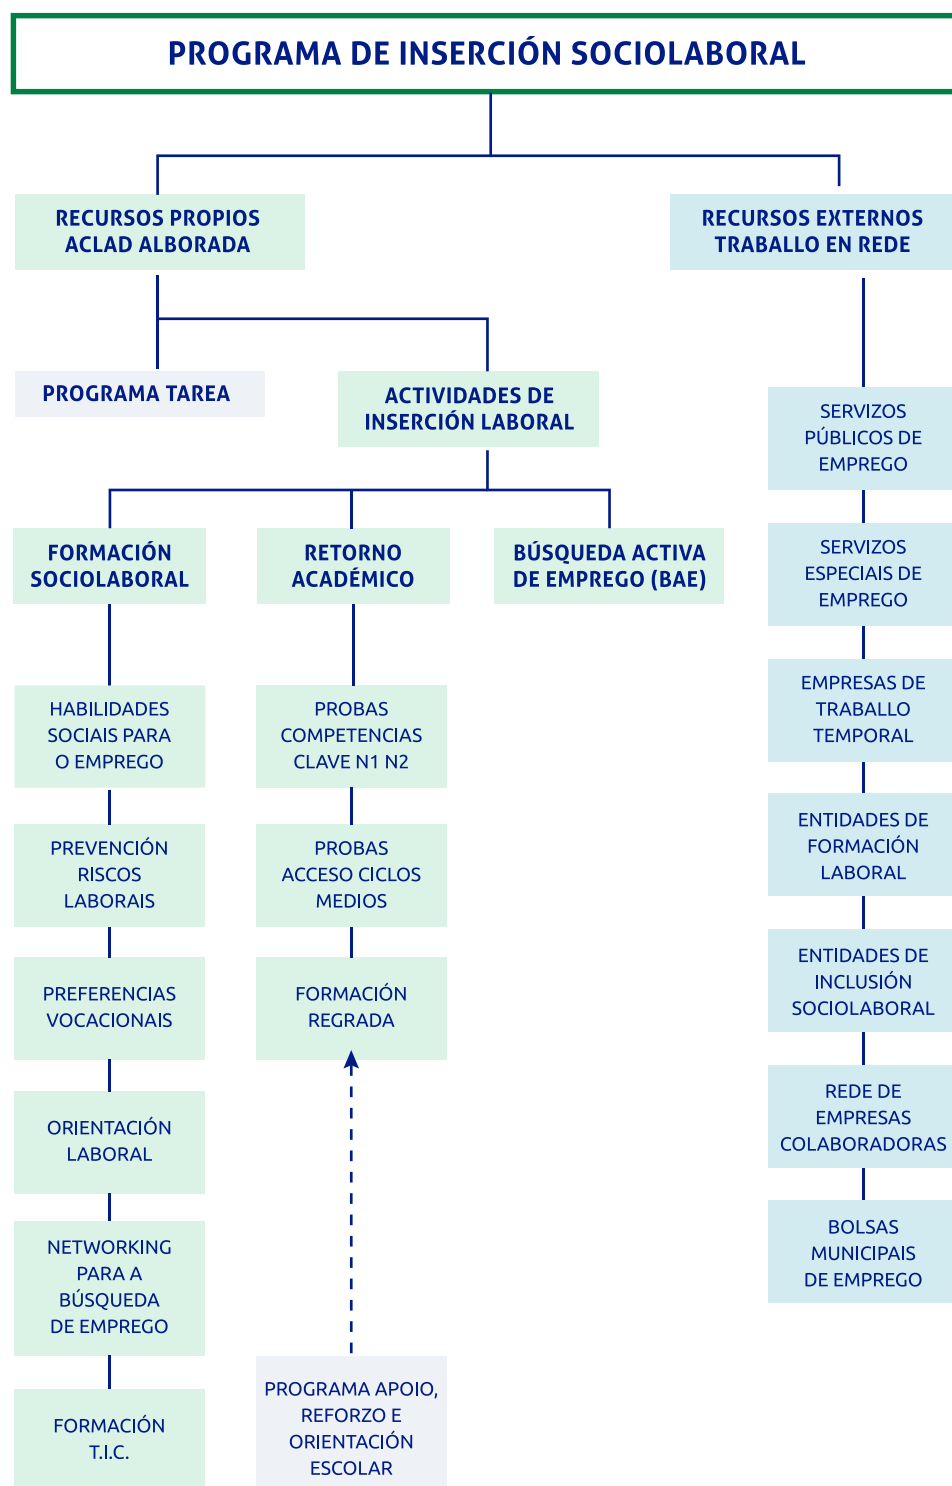 PROGRAMA DE INSERCIÓN SOCIOLABORAL
RECURSOS PROPIOS
ACLAD ALBORADA
RECURSOS EXTERNOS
TRABALLO EN REDE
PROGRAMA TAREA
ACTIVIDADES DE
INSERCIÓN LABORAL
FORMACIÓN
SOCIOLABORAL
HABILIDADES
SOCIAIS PARA
O EMPREGO
PREVENCIÓN
RISCOS
LABORAIS
PREFERENCIAS
VOCACIONAIS
ORIENTACIÓN
LABORAL
NETWORKING
PARA A
BÚSQUEDA
DE EMPREGO
FORMACIÓN
T.I.C.
RETORNO
ACADÉMICO
PROBAS
COMPETENCIAS
CLAVE N1 N2
PROBAS
ACCESO CICLOS
MEDIOS
FORMACIÓN
REGRADA
PROGRAMA APOIO,
REFORZO E
ORIENTACIÓN
ESCOLAR
BÚSQUEDA ACTIVA
DE EMPREGO (BAE)
SERVIZOS
PÚBLICOS DE
EMPREGO
SERVIZOS
ESPECIAIS DE
EMPREGO
EMPRESAS DE
TRABALLO
TEMPORAL
ENTIDADES DE
FORMACIÓN
LABORAL
ENTIDADES DE
INCLUSIÓN
SOCIOLABORAL
REDE DE
EMPRESAS
COLABORADORAS
BOLSAS
MUNICIPAIS
DE EMPREGO